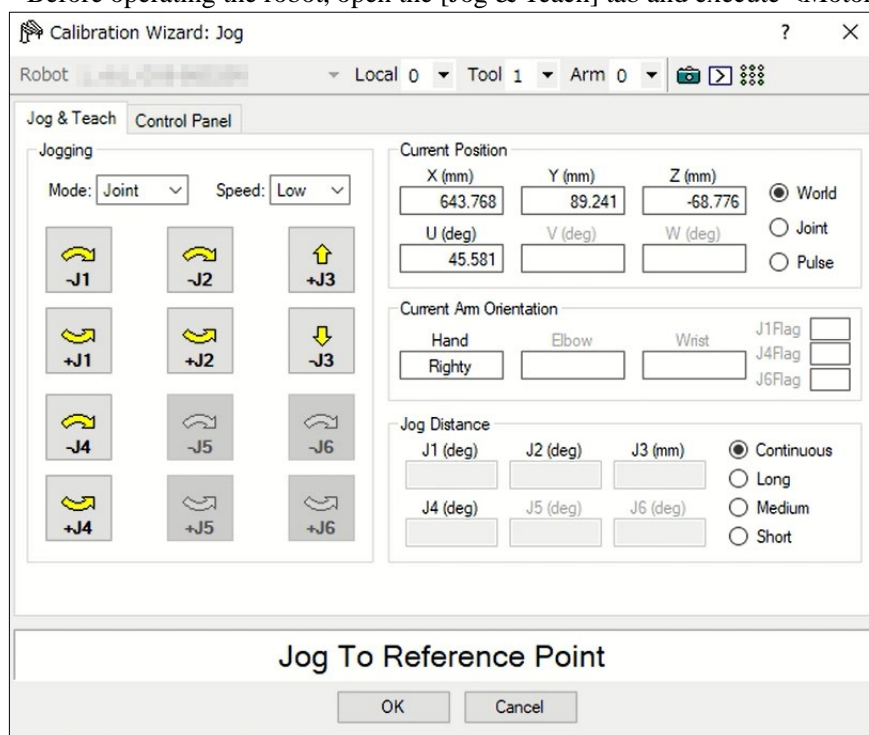 Before operating the robot, open the [Jog & Teach] tab and execute <Motor
Calibration Wizard: Jog ? ×
Robot Local 0 Tool 1 Arm 0
Jog & Teach Control Panel
Jogging
Mode: Joint Speed: Low
-J1 -J2 +J3
+J1 +J2 -J3
-J4 -J5 -J6
+J4 +J5 +J6
Current Position
X (mm) Y (mm) Z (mm)
643.768 89.241 -68.776
U (deg) V (deg) W (deg)
45.581
World
Joint
Pulse
Current Arm Orientation
Hand Elbow Wrist
Righty
J1Flag
J4Flag
J6Flag
Jog Distance
J1 (deg) J2 (deg) J3 (mm)
J4 (deg) J5 (deg) J6 (deg)
Continuous
Long
Medium
Short
Jog To Reference Point
OK Cancel